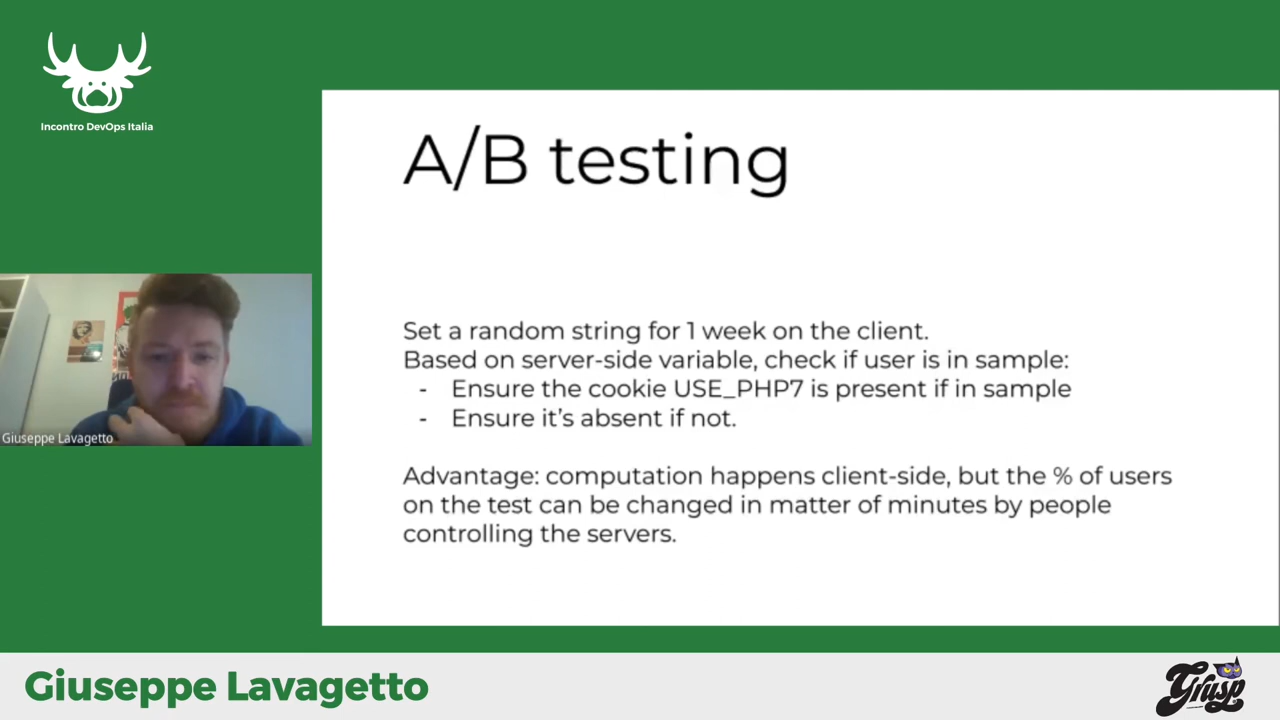 Incontro DevOps Italia
A/B testing
Set a random string for 1 week on the client.
Based on server-side variable, check if user is in sample:
- Ensure the cookie USE_PHP7 is present if in sample
- Ensure it's absent if not.
Advantage: computation happens client-side, but the % of users
on the test can be changed in matter of minutes by people
controlling the servers.
Giuseppe Lavagetto
Giuseppe Lavagetto
Grusp